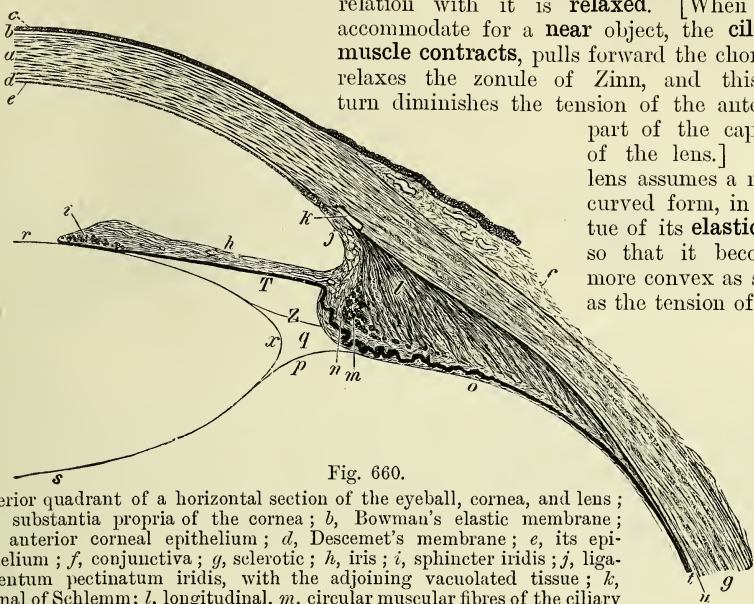 relation with it is relaxed. [When
accommodate for a near object, the cil
muscle contracts, pulls forward the chor
relaxes the zonule of Zinn, and this
turn diminishes the tension of the ante
part of the cap
of the lens.]
lens assumes a r
curved form, in
tue of its elastic
so that it beco
more convex as s
as the tension of
c
b
a
d
e
k
j
i
r
h
f
T
l
Z
x
q
p
n
m
o
s
t
g
u
Fig. 660.
erior quadrant of a horizontal section of the eyeball, cornea, and lens ;
substantia propria of the cornea ; b, Bowman's elastic membrane ;
anterior corneal epithelium ; d, Descemet's membrane ; e, its epi-
elium ; f, conjunctiva ; g, sclerotic ; h, iris ; i, sphincter iridis ; j, liga-
entum pectinatum iridis, with the adjoining vacuolated tissue ; k,
nal of Schlemm; l, longitudinal, m, circular muscular fibres of the ciliary